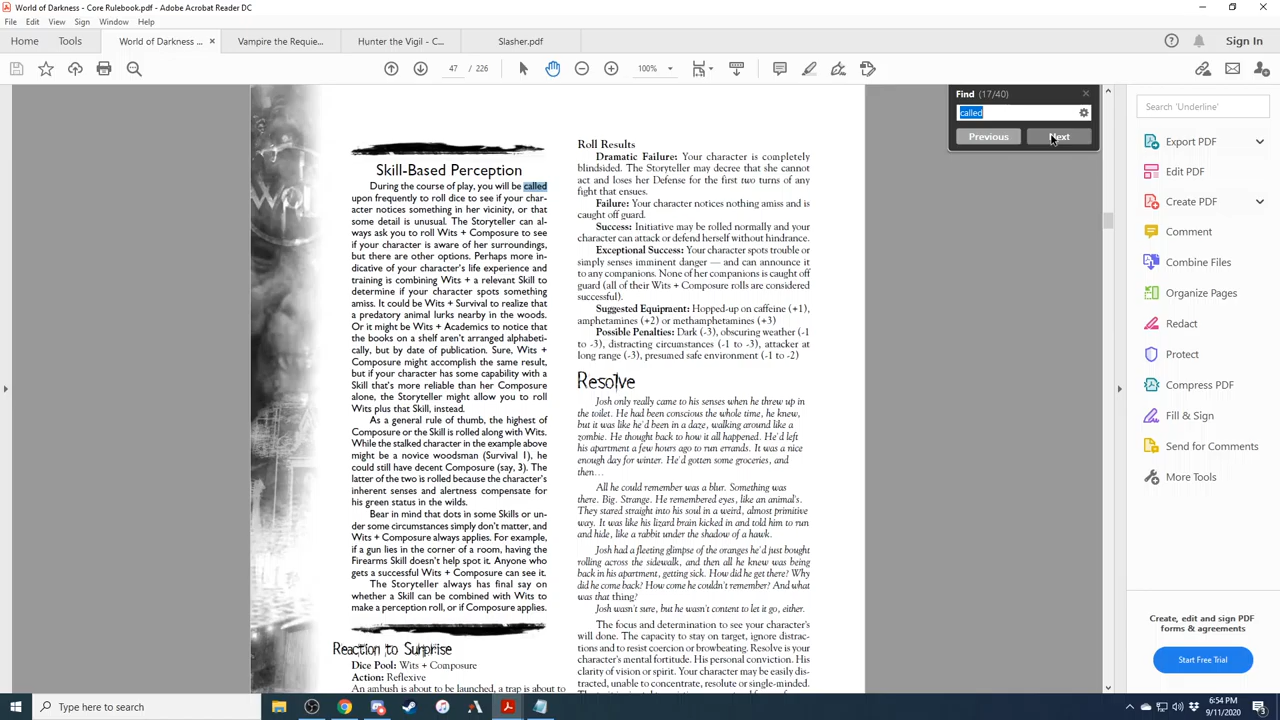 World of Darkness - Core Rulebook.pdf - Adobe Acrobat Reader DC
File Edit View Sign Window Help
Home Tools World of Darkness ... × Vampire the Requie... Hunter the Vigil - C... Slasher.pdf Sign In
47 / 226 100%
Find (17/40)
called
Previous Next
Skill-Based Perception
During the course of play, you will be called
upon frequently to roll dice to see if your char-
acter notices something in her vicinity, or that
some detail is unusual. The Storyteller can al-
ways ask you to roll Wits + Composure to see
if your character is aware of her surroundings,
but there are other options. Perhaps more in-
dicative of your character's life experience and
training is combining Wits + a relevant Skill to
determine if your character spots something
amiss. It could be Wits + Survival to realize that
a predatory animal lurks nearby in the woods.
Or it might be Wits + Academics to notice that
the books on a shelf aren't arranged alphabeti-
cally, but by date of publication. Sure, Wits +
Composure might accomplish the same result,
but if your character has some capability with a
Skill that's more reliable than her Composure
alone, the Storyteller might allow you to roll
Wits plus that Skill, instead.
As a general rule of thumb, the highest of
Composure or the Skill is rolled along with Wits.
While the stalked character in the example above
might be a novice woodsman (Survival 1), he
could still have decent Composure (say, 3). The
latter of the two is rolled because the character's
inherent senses and alertness compensate for
his green status in the wilds.
Bear in mind that dots in some Skills or un-
der some circumstances simply don't matter, and
Wits + Composure always applies. For example,
if a gun lies in the corner of a room, having the
Firearms Skill doesn't help spot it. Anyone who
gets a successful Wits + Composure can see it.
The Storyteller always has final say on
whether a Skill can be combined with Wits to
make a perception roll, or if Composure applies.
Reaction to Surprise
Dice Pool: Wits + Composure
Action: Reflexive
An ambush is about to be launched, a trap is about to
Roll Results
Dramatic Failure: Your character is completely
blindsided. The Storyteller may decree that she cannot
act and loses her Defense for the first two turns of any
fight that ensues.
Failure: Your character notices nothing amiss and is
caught off guard.
Success: Initiative may be rolled normally and your
character can attack or defend herself without hindrance.
Exceptional Success: Your character spots trouble or
simply senses imminent danger — and can announce it
to any companions. None of her companions is caught off
guard (all of their Wits + Composure rolls are considered
successful).
Suggested Equipment: Hopped-up on caffeine (+1),
amphetamines (+2) or methamphetamines (+3)
Possible Penalties: Dark (-3), obscuring weather (-1
to -3), distracting circumstances (-1 to -3), attacker at
long range (-3), presumed safe environment (-1 to -2)
Resolve
Josh only really came to his senses when he threw up in
the toilet. He had been conscious the whole time, he knew,
but it was like he'd been in a daze, walking around like a
zombie. He thought back to how it all happened. He'd left
his apartment a few hours ago to run errands. It was a nice
enough day for winter. He'd gotten some groceries, and
then…
All he could remember was a blur. Something was
there. Big. Strange. He remembered eyes, like an animal's.
They stared straight into his soul in a weird, almost primitive
way. It was like his lizard brain kicked in and told him to run
and hide, like a rabbit under the shadow of a hawk.
Josh had a fleeting glimpse of the oranges he'd just bought
rolling across the sidewalk, and then all he knew was being
back in his apartment, getting sick. How did he get there? Why
did he come back? How come he couldn't remember? And what
was that thing?
Josh wasn't sure, but he wasn't content to let it go, either.
The focus and determination to see your character's
will done. The capacity to stay on target, ignore distrac-
tions and to resist coercion or browbeating. Resolve is your
character's mental fortitude. His personal conviction. His
clarity of vision or spirit. Your character may be easily dis-
tracted, unable to concentrate, resolute or single-minded.
Search 'Underline'
Export PDF
Edit PDF
Create PDF
Comment
Combine Files
Organize Pages
Redact
Protect
Compress PDF
Fill & Sign
Send for Comments
More Tools
Create, edit and sign PDF
forms & agreements
Start Free Trial
Type here to search
6:54 PM
9/11/2020
3